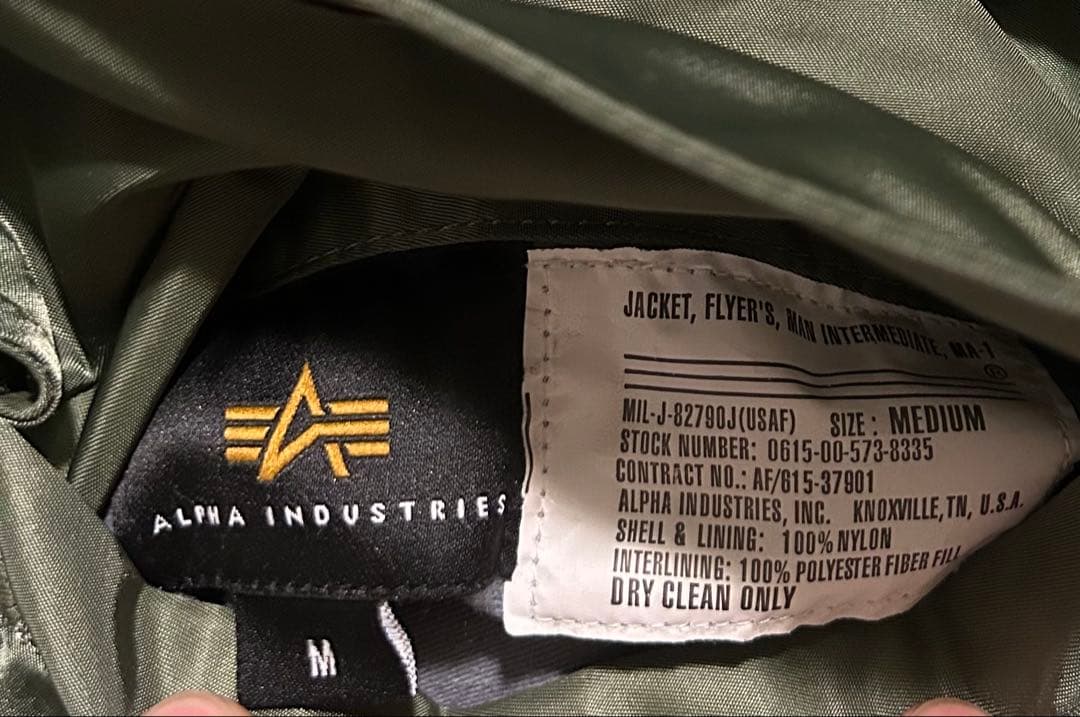 JACKET, FLYER'S, MAN INTERMEDIATE, MA-1
®
MIL-J-82790J(USAF) SIZE: MEDIUM
STOCK NUMBER: 0615-00-573-8335
CONTRACT NO.: AF/615-37901
ALPHA INDUSTRIES, INC. KNOXVILLE, TN, U.S.A.
SHELL & LINING: 100% NYLON
INTERLINING: 100% POLYESTER FIBER FILL
DRY CLEAN ONLY
ALPHA INDUSTRIES
M